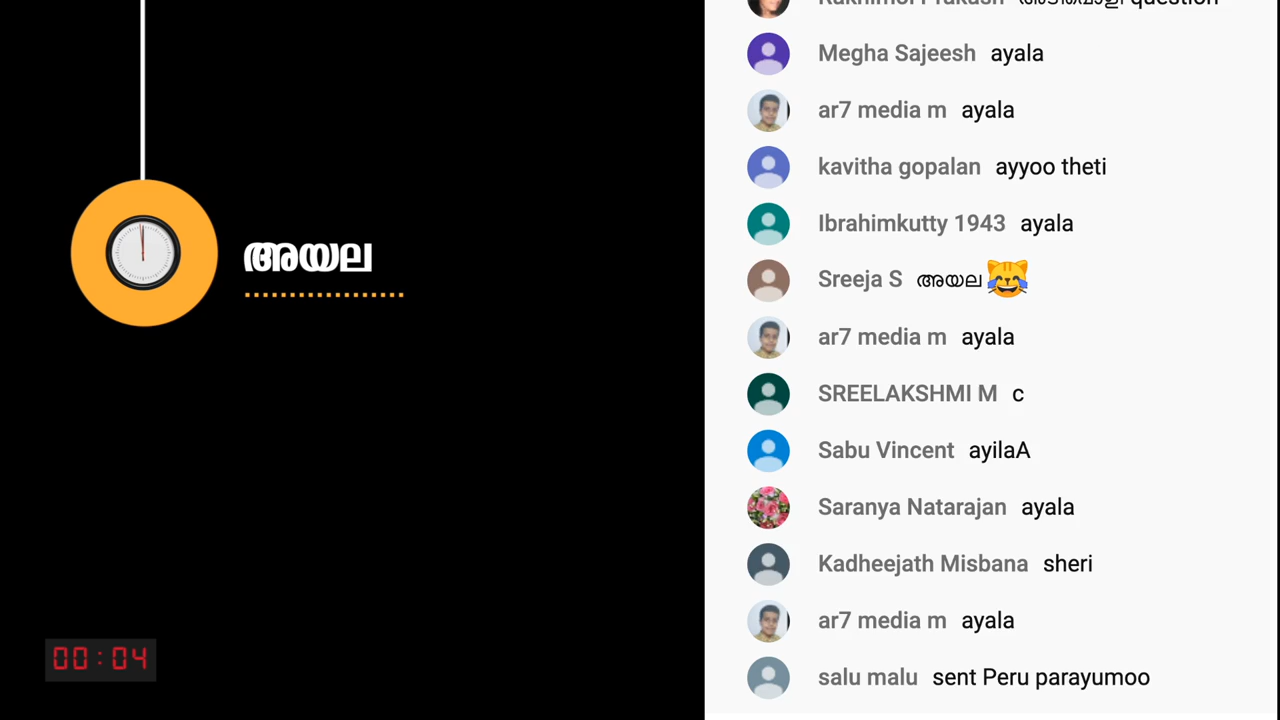 അയല
00:04
question
Megha Sajeesh ayala
ar7 media m ayala
kavitha gopalan ayyoo theti
Ibrahimkutty 1943 ayala
Sreeja S അയല 😹
ar7 media m ayala
SREELAKSHMI M c
Sabu Vincent ayilaA
Saranya Natarajan ayala
Kadheejath Misbana sheri
ar7 media m ayala
salu malu sent Peru parayumoo